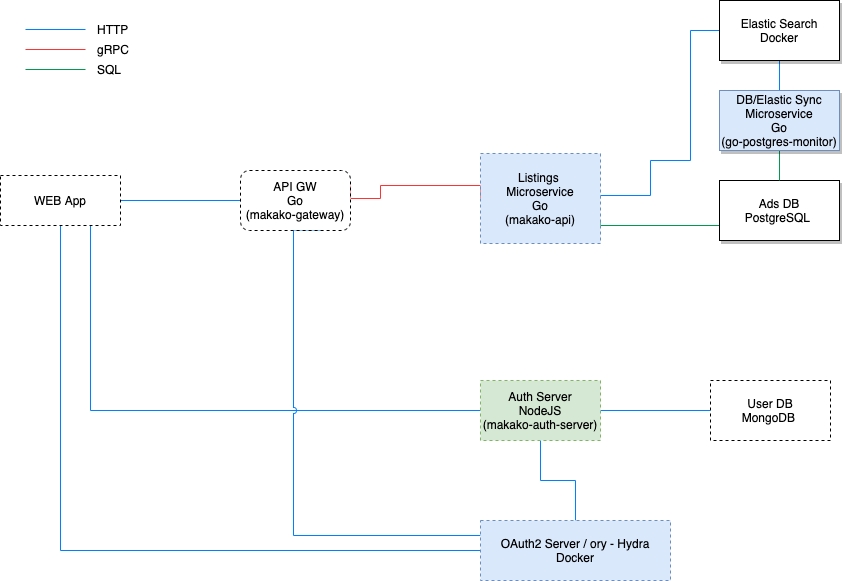 HTTP
gRPC
SQL
Elastic Search
Docker
DB/Elastic Sync
Microservice
Go
(go-postgres-monitor)
Listings
Microservice
Go
(makako-api)
API GW
Go
(makako-gateway)
WEB App
Ads DB
PostgreSQL
Auth Server
NodeJS
(makako-auth-server)
User DB
MongoDB
OAuth2 Server / ory - Hydra
Docker